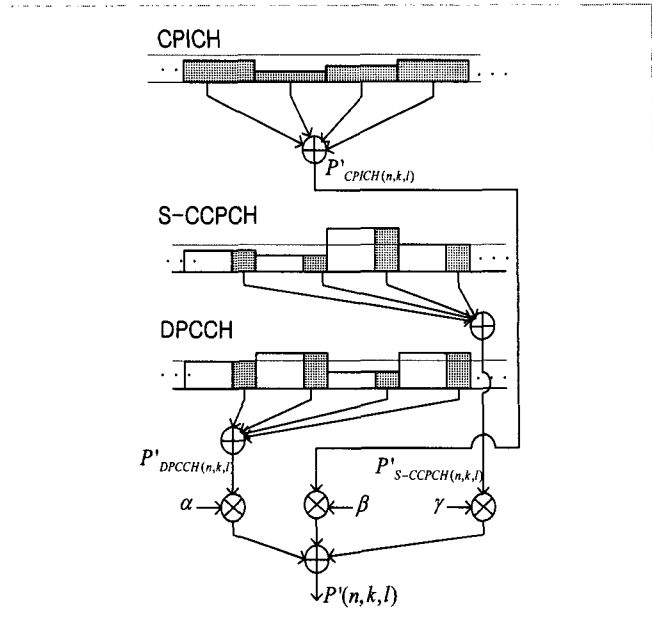 CPICH
· · · · ·
P'CPICH(n,k,l)
S-CCPCH
· · · · · ·
DPCCH
· · · · · ·
P'DPCCH(n,k,l) P'S-CCPCH(n,k,l)
α β γ
P'(n,k,l)